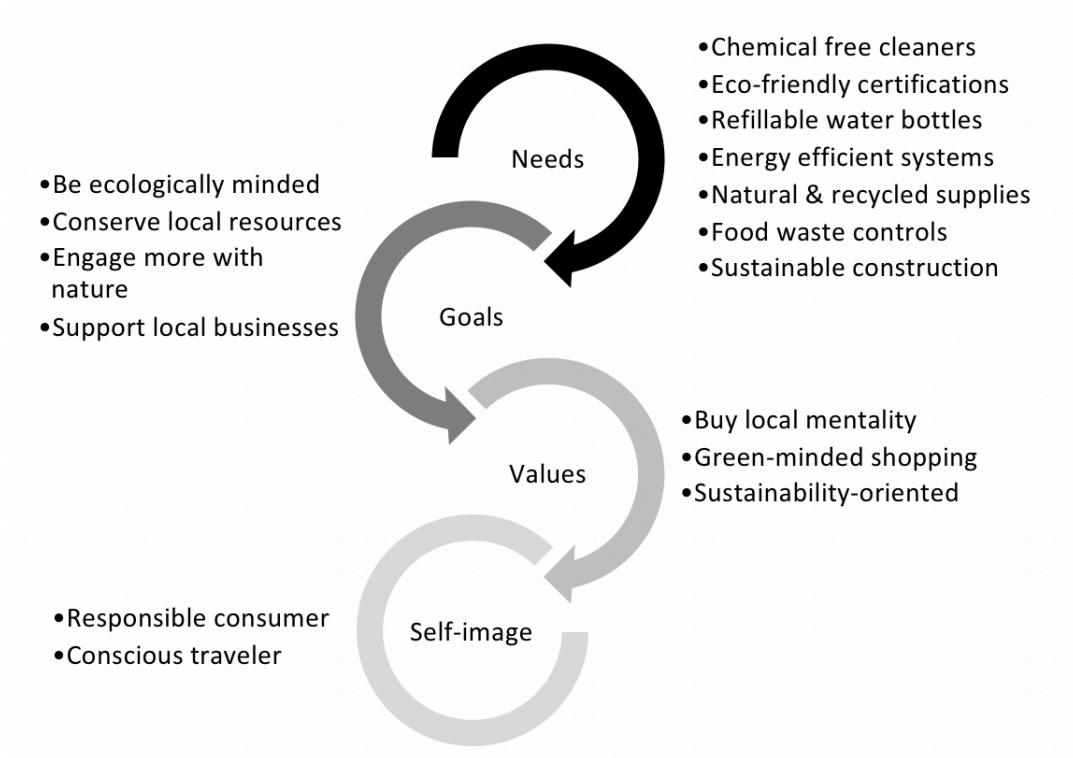 Needs
•Chemical free cleaners
•Eco-friendly certifications
•Refillable water bottles
•Energy efficient systems
•Natural & recycled supplies
•Food waste controls
•Sustainable construction
Goals
•Be ecologically minded
•Conserve local resources
•Engage more with
nature
•Support local businesses
Values
•Buy local mentality
•Green-minded shopping
•Sustainability-oriented
Self-image
•Responsible consumer
•Conscious traveler